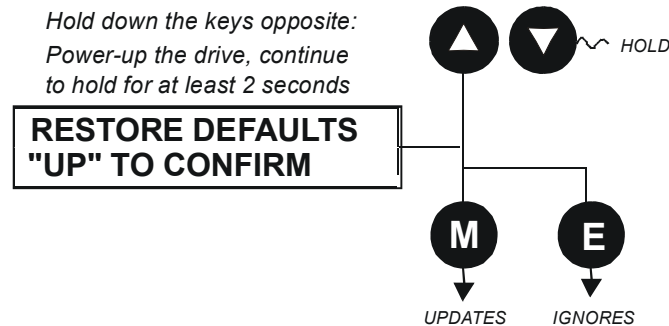 Hold down the keys opposite:
Power-up the drive, continue
to hold for at least 2 seconds
HOLD
RESTORE DEFAULTS
"UP" TO CONFIRM
M
E
UPDATES
IGNORES